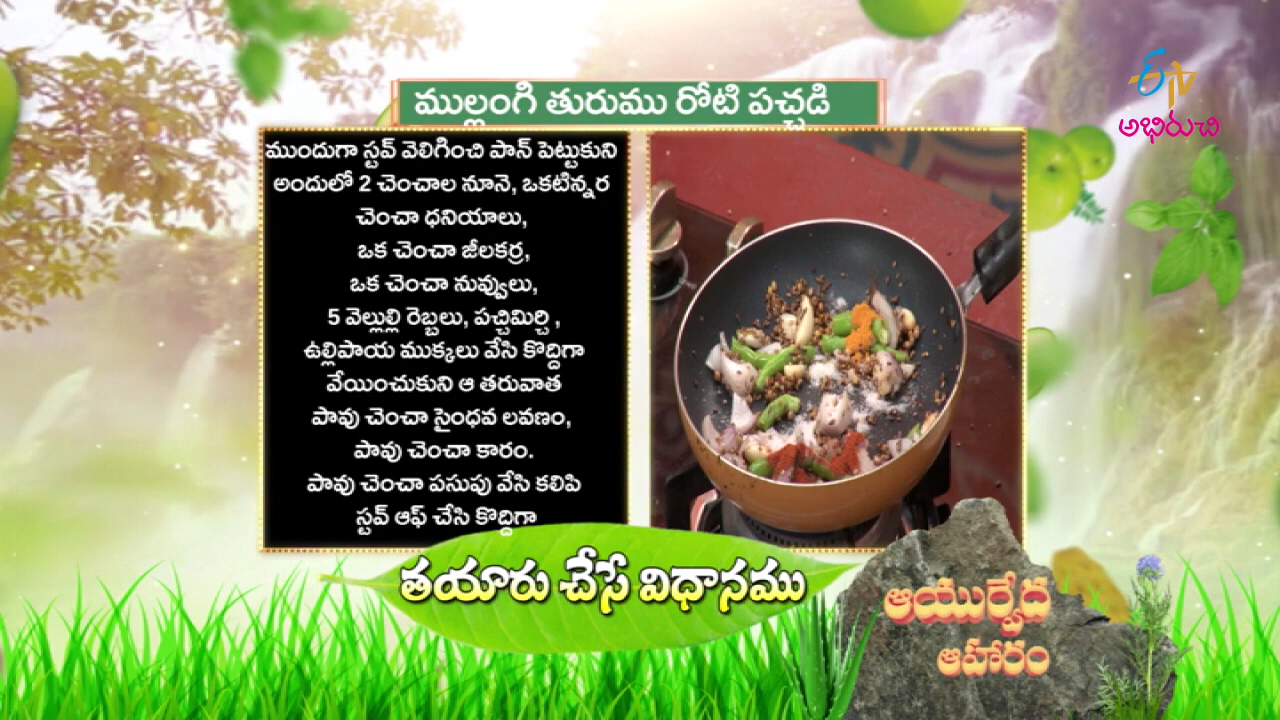 ముల్లంగి తురుము రోటి పచ్చడి
ఈటీవీ
అభిరుచి
ముందుగా స్టవ్ వెలిగించి పాన్ పెట్టుకుని
అందులో 2 చెంచాల నూనె, ఒకటిన్నర
చెంచా ధనియాలు,
ఒక చెంచా జీలకర్ర,
ఒక చెంచా నువ్వులు,
5 వెల్లుల్లి రెబ్బలు, పచ్చిమిర్చి ,
ఉల్లిపాయ ముక్కలు వేసి కొద్దిగా
వేయించుకుని ఆ తరువాత
పావు చెంచా సైంధవ లవణం,
పావు చెంచా కారం.
పావు చెంచా పసుపు వేసి కలిపి
స్టవ్ ఆఫ్ చేసి కొద్దిగా
తయారు చేసే విధానము
ఆయుర్వేద
ఆహారం